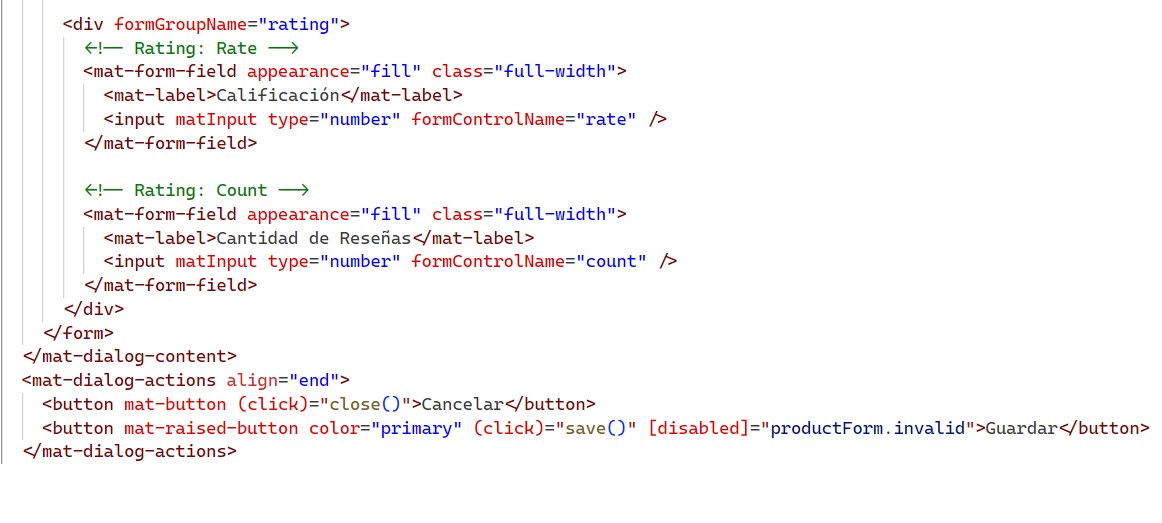 <div formGroupName="rating">
<!-- Rating: Rate -->
<mat-form-field appearance="fill" class="full-width">
<mat-label>Calificación</mat-label>
<input matInput type="number" formControlName="rate" />
</mat-form-field>
<!-- Rating: Count -->
<mat-form-field appearance="fill" class="full-width">
<mat-label>Cantidad de Reseñas</mat-label>
<input matInput type="number" formControlName="count" />
</mat-form-field>
</div>
</form>
</mat-dialog-content>
<mat-dialog-actions align="end">
<button mat-button (click)="close()">Cancelar</button>
<button mat-raised-button color="primary" (click)="save()" [disabled]="productForm.invalid">Guardar</button>
</mat-dialog-actions>